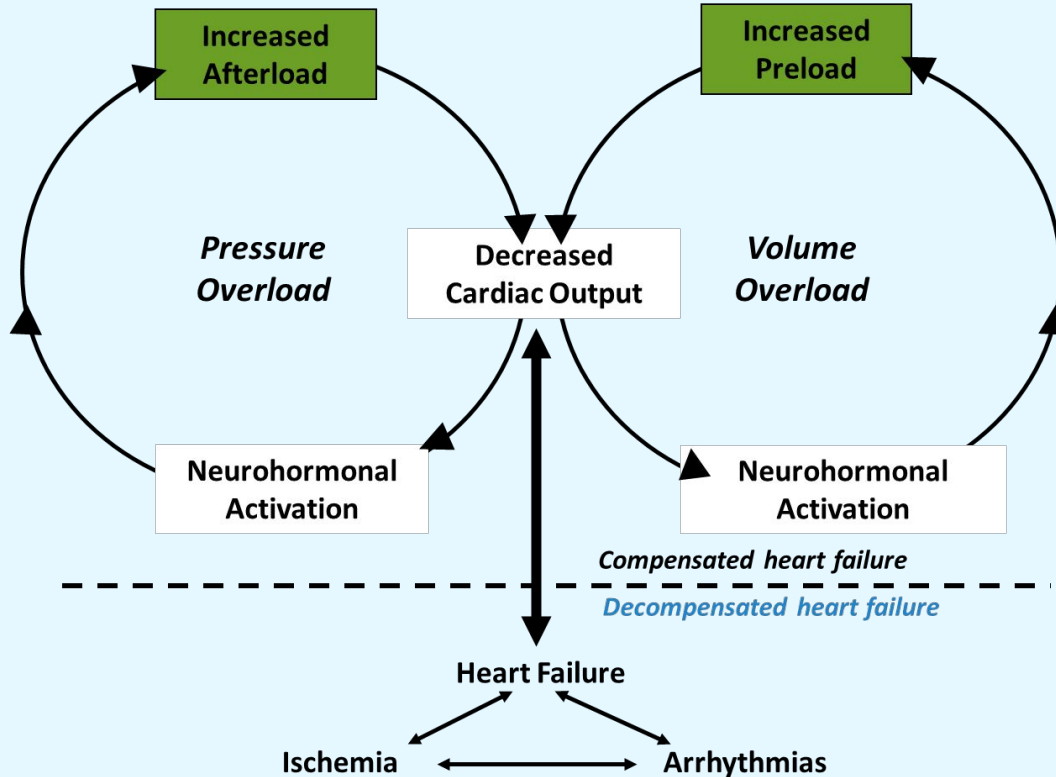 Increased
Afterload
Increased
Preload
Pressure
Overload
Decreased
Cardiac Output
Volume
Overload
Neurohormonal
Activation
Neurohormonal
Activation
Compensated heart failure
Decompensated heart failure
Heart Failure
Ischemia
Arrhythmias